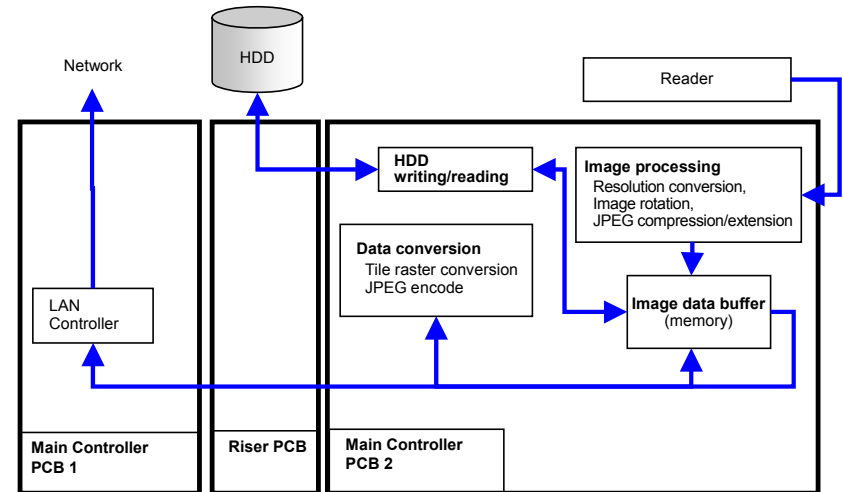 Network
HDD
Reader
HDD
writing/reading
Image processing
Resolution conversion,
Image rotation,
JPEG compression/extension
Data conversion
Tile raster conversion
JPEG encode
LAN
Controller
Image data buffer
(memory)
Main Controller
PCB 1
Riser PCB
Main Controller
PCB 2